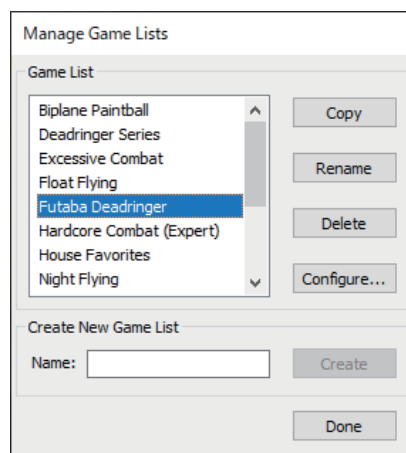 Manage Game Lists
Game List
Biplane Paintball
Deadringer Series
Excessive Combat
Float Flying
Futaba Deadringer
Hardcore Combat (Expert)
House Favorites
Night Flying
Copy
Rename
Delete
Configure...
Create New Game List
Name:
Create
Done